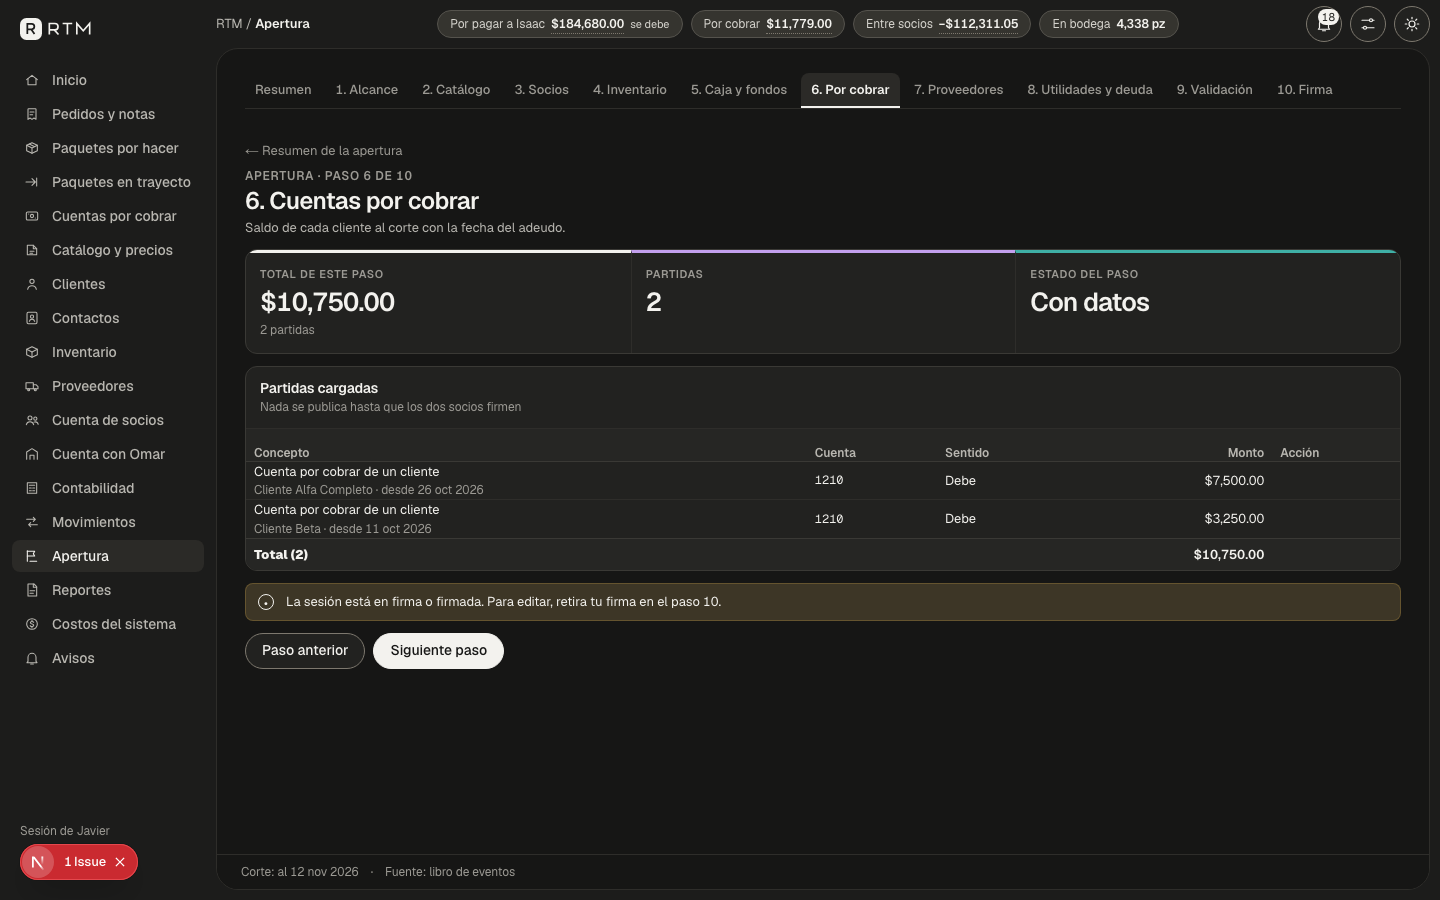 R RTM
RTM / Apertura
Por pagar a Isaac $184,680.00 se debe
Por cobrar $11,779.00
Entre socios −$112,311.05
En bodega 4,338 pz
18
Inicio
Pedidos y notas
Paquetes por hacer
Paquetes en trayecto
Cuentas por cobrar
Catálogo y precios
Clientes
Contactos
Inventario
Proveedores
Cuenta de socios
Cuenta con Omar
Contabilidad
Movimientos
Apertura
Reportes
Costos del sistema
Avisos
Sesión de Javier
N 1 Issue
Resumen
1. Alcance
2. Catálogo
3. Socios
4. Inventario
5. Caja y fondos
6. Por cobrar
7. Proveedores
8. Utilidades y deuda
9. Validación
10. Firma
← Resumen de la apertura
APERTURA · PASO 6 DE 10
6. Cuentas por cobrar
Saldo de cada cliente al corte con la fecha del adeudo.
TOTAL DE ESTE PASO
$10,750.00
2 partidas
PARTIDAS
2
ESTADO DEL PASO
Con datos
Partidas cargadas
Nada se publica hasta que los dos socios firmen
Concepto Cuenta Sentido Monto Acción
Cuenta por cobrar de un cliente
Cliente Alfa Completo · desde 26 oct 2026
1210 Debe $7,500.00
Cuenta por cobrar de un cliente
Cliente Beta · desde 11 oct 2026
1210 Debe $3,250.00
Total (2) $10,750.00
La sesión está en firma o firmada. Para editar, retira tu firma en el paso 10.
Paso anterior
Siguiente paso
Corte: al 12 nov 2026 · Fuente: libro de eventos